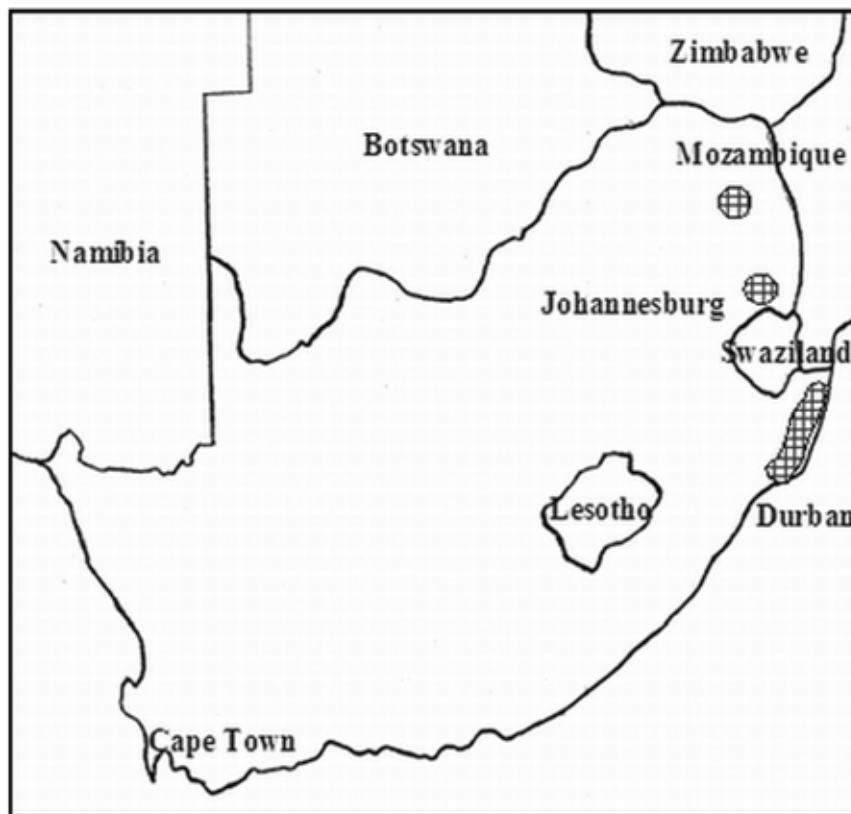 Zimbabwe
Botswana
Mozambique
Namibia
Johannesburg
Swaziland
Lesotho
Durban
Cape Town